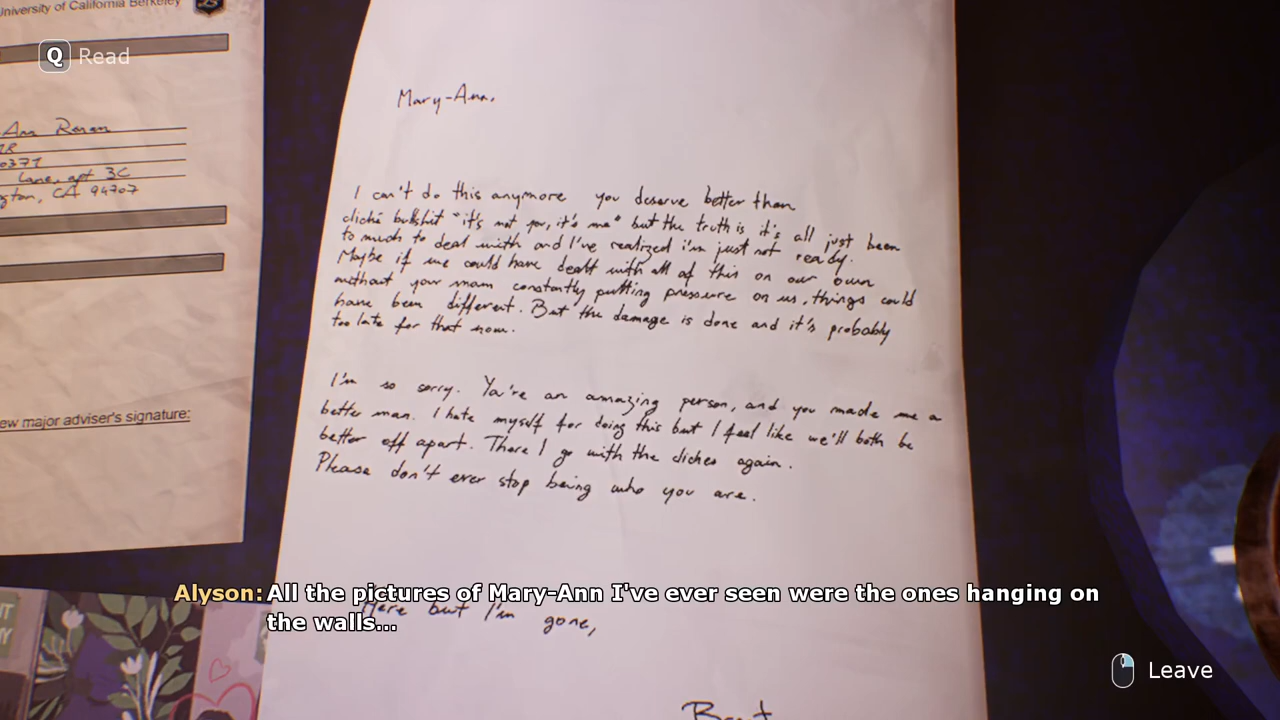 University of California Berkeley
Q Read
Mary-Ann,
Ann Ronan
0371
Lane, apt 3C
gton, CA 94707
I can't do this anymore you deserve better than
cliché bullshit "it's not you, it's me" but the truth is it's all just been
to much to deal with and I've realized i'm just not ready.
Maybe if we could have dealt with all of this on our own
without your mom constantly putting pressure on us, things could
have been different. But the damage is done and it's probably
too late for that now.
I'm so sorry. You're an amazing person, and you made me a
better man. I hate myself for doing this but I feel like we'll both be
better off apart. There I go with the cliches again.
Please don't ever stop being who you are.
ew major adviser's signature:
Alyson: All the pictures of Mary-Ann I've ever seen were the ones hanging on
the walls...
Here but I'm gone,
Leave